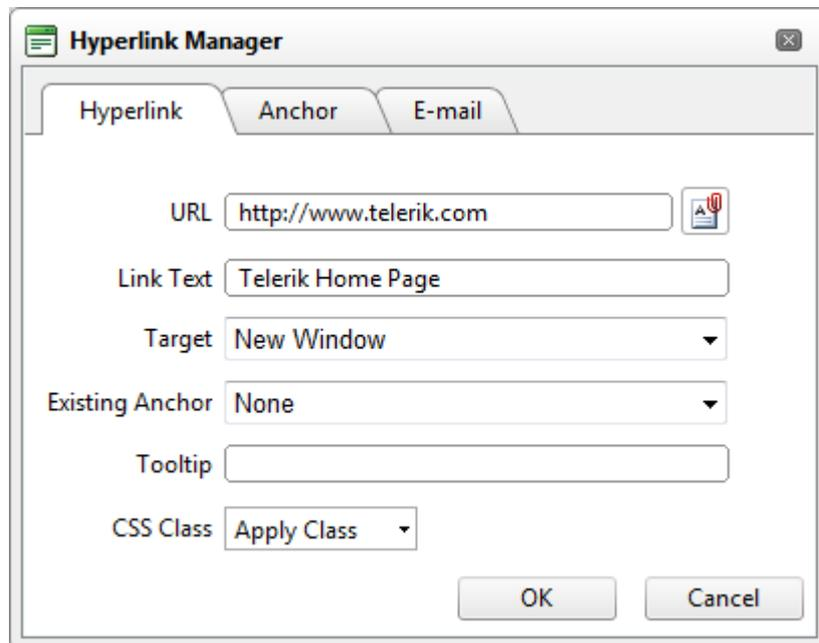 Hyperlink Manager
Hyperlink Anchor E-mail
URL http://www.telerik.com
Link Text Telerik Home Page
Target New Window
Existing Anchor None
Tooltip
CSS Class Apply Class
OK Cancel